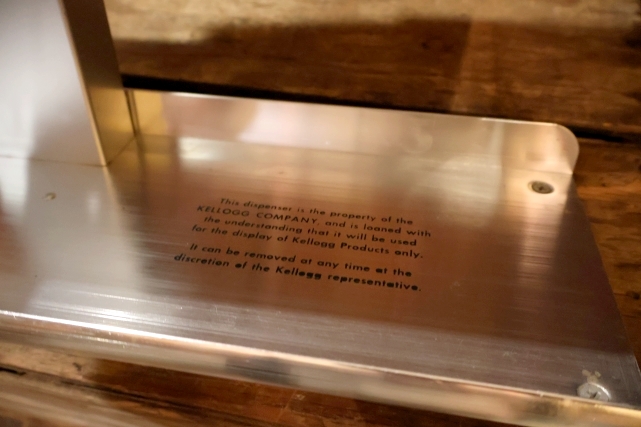 This dispenser is the property of the
KELLOGG COMPANY, and is loaned with
the understanding that it will be used
for the display of Kellogg Products only.
It can be removed at any time at the
discretion of the Kellogg representative.